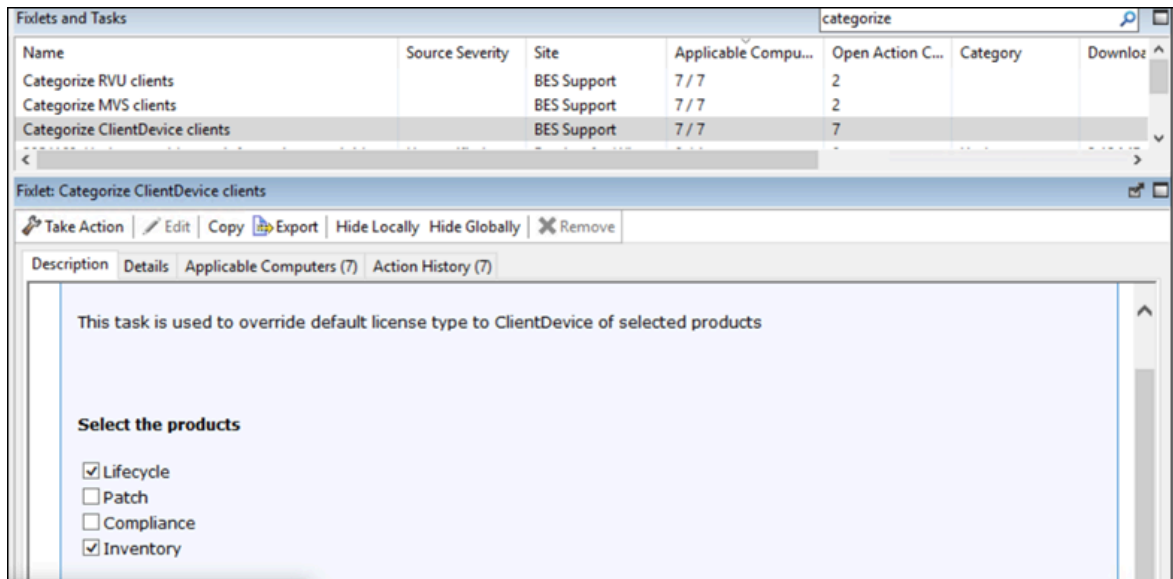 Fixlets and Tasks categorize
Name Source Severity Site Applicable Compu... Open Action C... Category Downloa
Categorize RVU clients BES Support 7 / 7 2
Categorize MVS clients BES Support 7 / 7 2
Categorize ClientDevice clients BES Support 7 / 7 7
Fixlet: Categorize ClientDevice clients
Take Action Edit Copy Export Hide Locally Hide Globally Remove
Description Details Applicable Computers (7) Action History (7)
This task is used to override default license type to ClientDevice of selected products
Select the products
Lifecycle
Patch
Compliance
Inventory